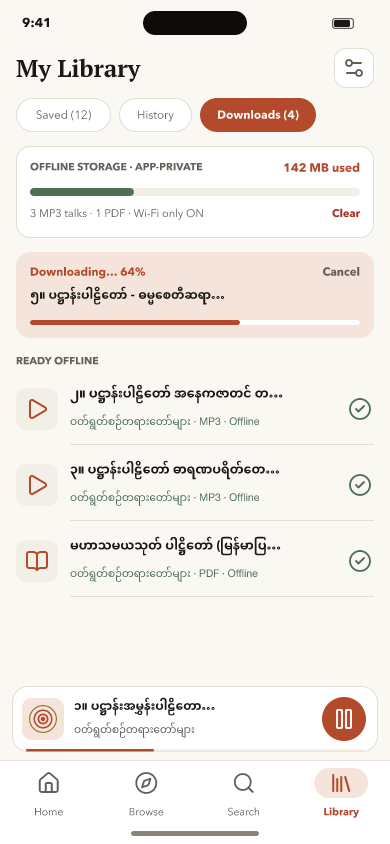 9:41
My Library
Saved (12)
History
Downloads (4)
OFFLINE STORAGE · APP-PRIVATE
142 MB used
3 MP3 talks · 1 PDF · Wi-Fi only ON
Clear
Downloading… 64%
Cancel
၅။ ပဋ္ဌာန်းပါဠိတော် - ဓမ္မစေတီဆရာ…
READY OFFLINE
၂။ ပဋ္ဌာန်းပါဠိတော် အနေကဇာတင် တ…
ဝတ်ရွတ်စဉ်တရားတော်များ · MP3 · Offline
၃။ ပဋ္ဌာန်းပါဠိတော် ဓာရဏပရိတ်တေ…
ဝတ်ရွတ်စဉ်တရားတော်များ · MP3 · Offline
မဟာသမယသုတ် ပါဠိတော် (မြန်မာပြ…
ဝတ်ရွတ်စဉ်တရားတော်များ · PDF · Offline
၁။ ပဋ္ဌာန်းအမွှန်းပါဠိတော…
ဝတ်ရွတ်စဉ်တရားတော်များ
Home
Browse
Search
Library